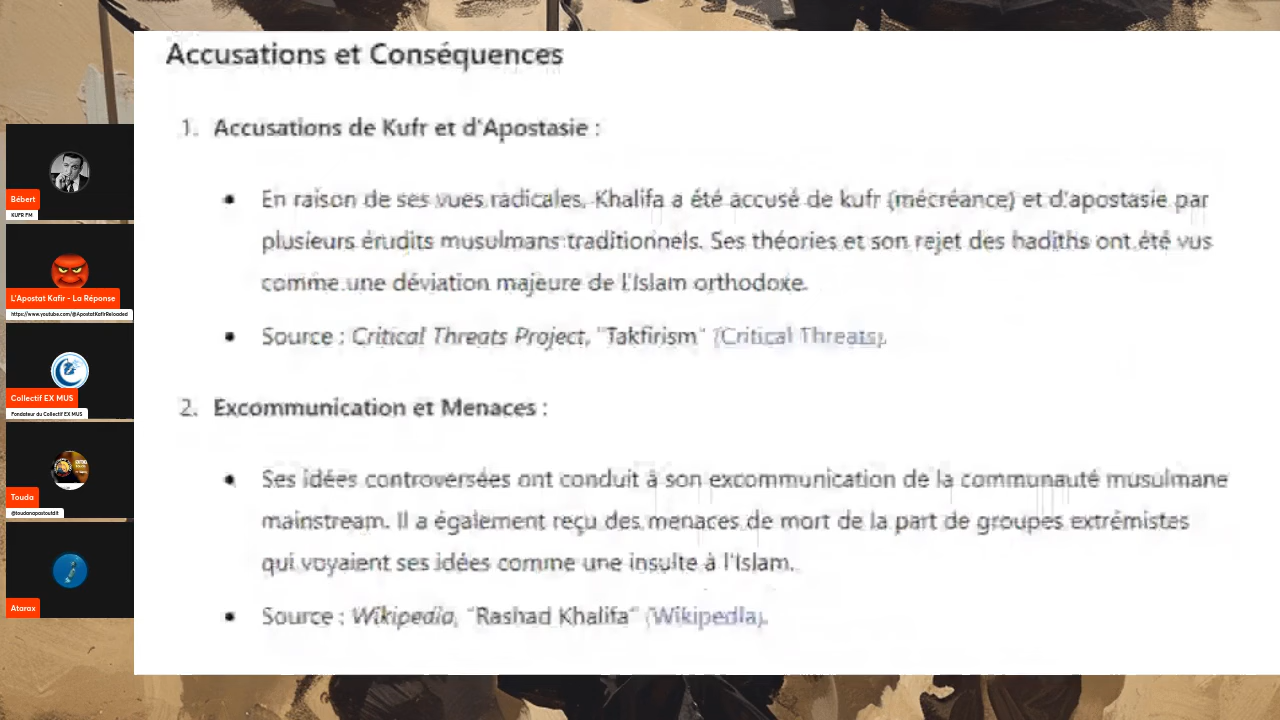 Accusations et Conséquences
1. Accusations de Kufr et d'Apostasie :
• En raison de ses vues radicales, Khalifa a été accusé de kufr (mécréance) et d'apostasie par
plusieurs érudits musulmans traditionnels. Ses théories et son rejet des hadiths ont été vus
comme une déviation majeure de l'Islam orthodoxe.
• Source : Critical Threats Project, "Takfirism" (Critical Threats).
2. Excommunication et Menaces :
• Ses idées controversées ont conduit à son excommunication de la communauté musulmane
mainstream. Il a également reçu des menaces de mort de la part de groupes extrémistes
qui voyaient ses idées comme une insulte à l'Islam.
• Source : Wikipedia, "Rashad Khalifa" (Wikipedia).
Bébert
KUFR FM
L'Apostat Kafir - La Réponse
https://www.youtube.com/@ApostatKafirReloaded
Collectif EX MUS
Fondateur du Collectif EX MUS
Touda
Atarax